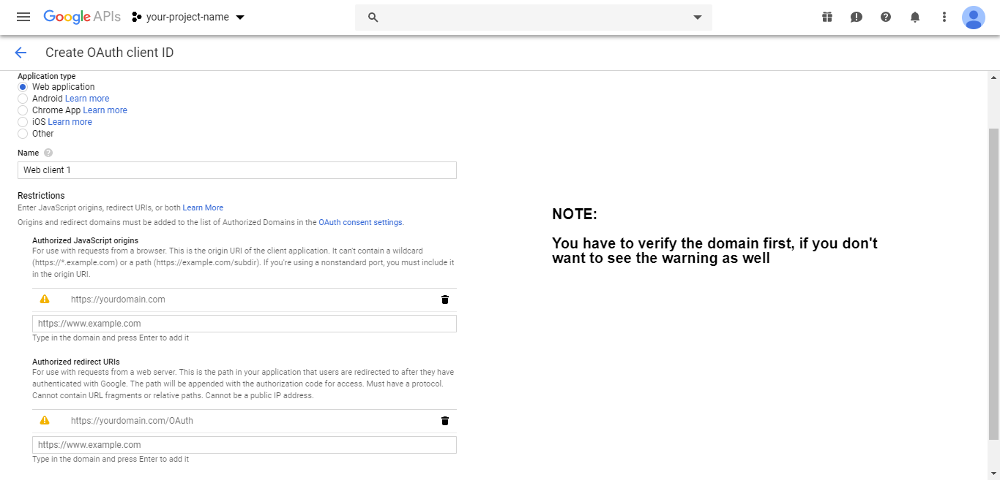 Google APIs your-project-name
Create OAuth client ID
Application type
Web application
Android Learn more
Chrome App Learn more
iOS Learn more
Other
Name
Web client 1
Restrictions
Enter JavaScript origins, redirect URIs, or both Learn More
Origins and redirect domains must be added to the list of Authorized Domains in the OAuth consent settings.
Authorized JavaScript origins
For use with requests from a browser. This is the origin URI of the client application. It can't contain a wildcard
(https://*.example.com) or a path (https://example.com/subdir). If you're using a nonstandard port, you must include it
in the origin URI.
https://yourdomain.com
https://www.example.com
Type in the domain and press Enter to add it
Authorized redirect URIs
For use with requests from a web server. This is the path in your application that users are redirected to after they have
authenticated with Google. The path will be appended with the authorization code for access. Must have a protocol.
Cannot contain URL fragments or relative paths. Cannot be a public IP address.
https://yourdomain.com/OAuth
https://www.example.com
Type in the domain and press Enter to add it
NOTE:
You have to verify the domain first, if you don't
want to see the warning as well